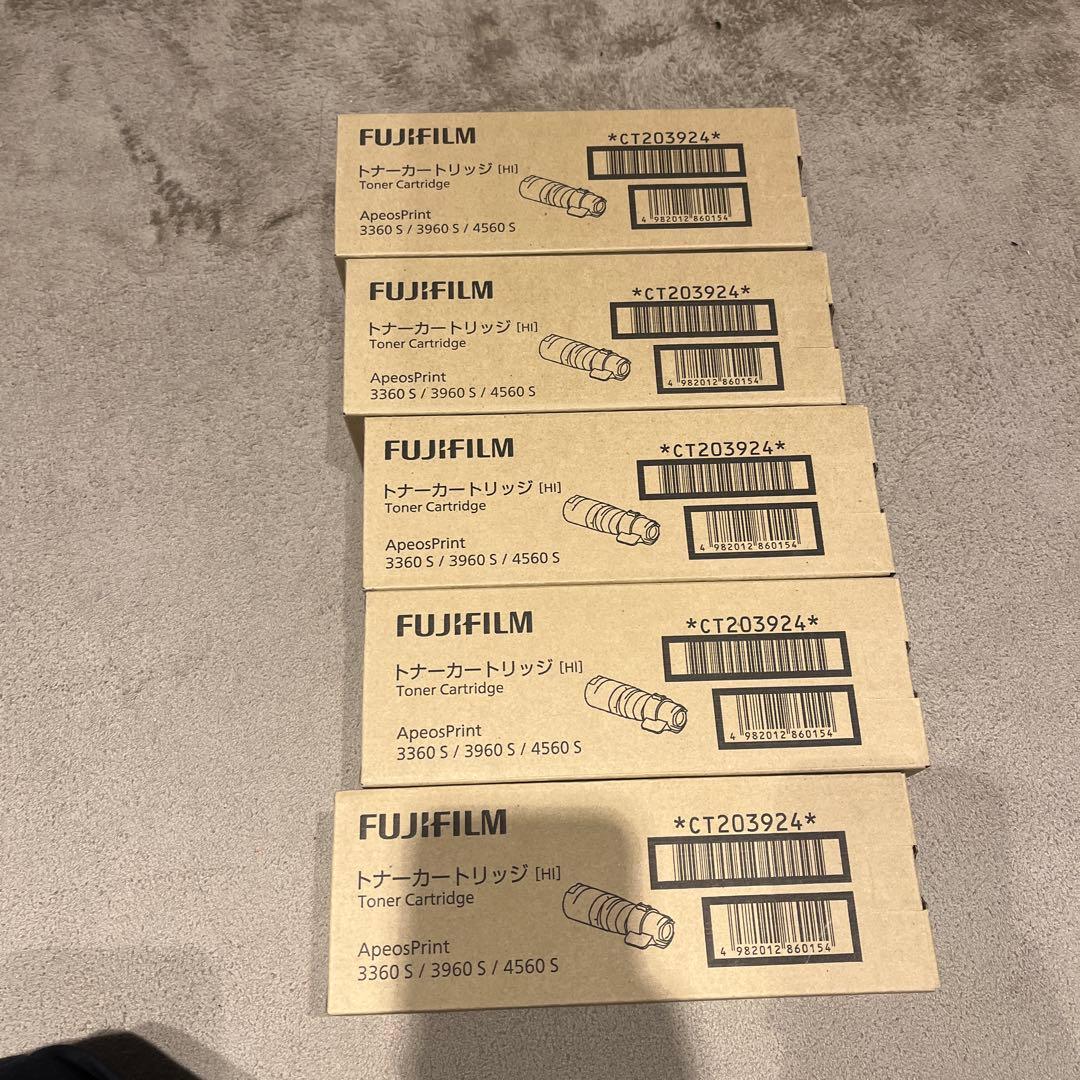 FUJIFILM
*CT203924*
トナーカートリッジ [HI]
Toner Cartridge
ApeosPrint
3360 S / 3960 S / 4560 S
4 982012 860154
FUJIFILM
*CT203924*
トナーカートリッジ [HI]
Toner Cartridge
ApeosPrint
3360 S / 3960 S / 4560 S
4 982012 860154
FUJIFILM
*CT203924*
トナーカートリッジ [HI]
Toner Cartridge
ApeosPrint
3360 S / 3960 S / 4560 S
4 982012 860154
FUJIFILM
*CT203924*
トナーカートリッジ [HI]
Toner Cartridge
ApeosPrint
3360 S / 3960 S / 4560 S
4 982012 860154
FUJIFILM
*CT203924*
トナーカートリッジ [HI]
Toner Cartridge
ApeosPrint
3360 S / 3960 S / 4560 S
4 982012 860154